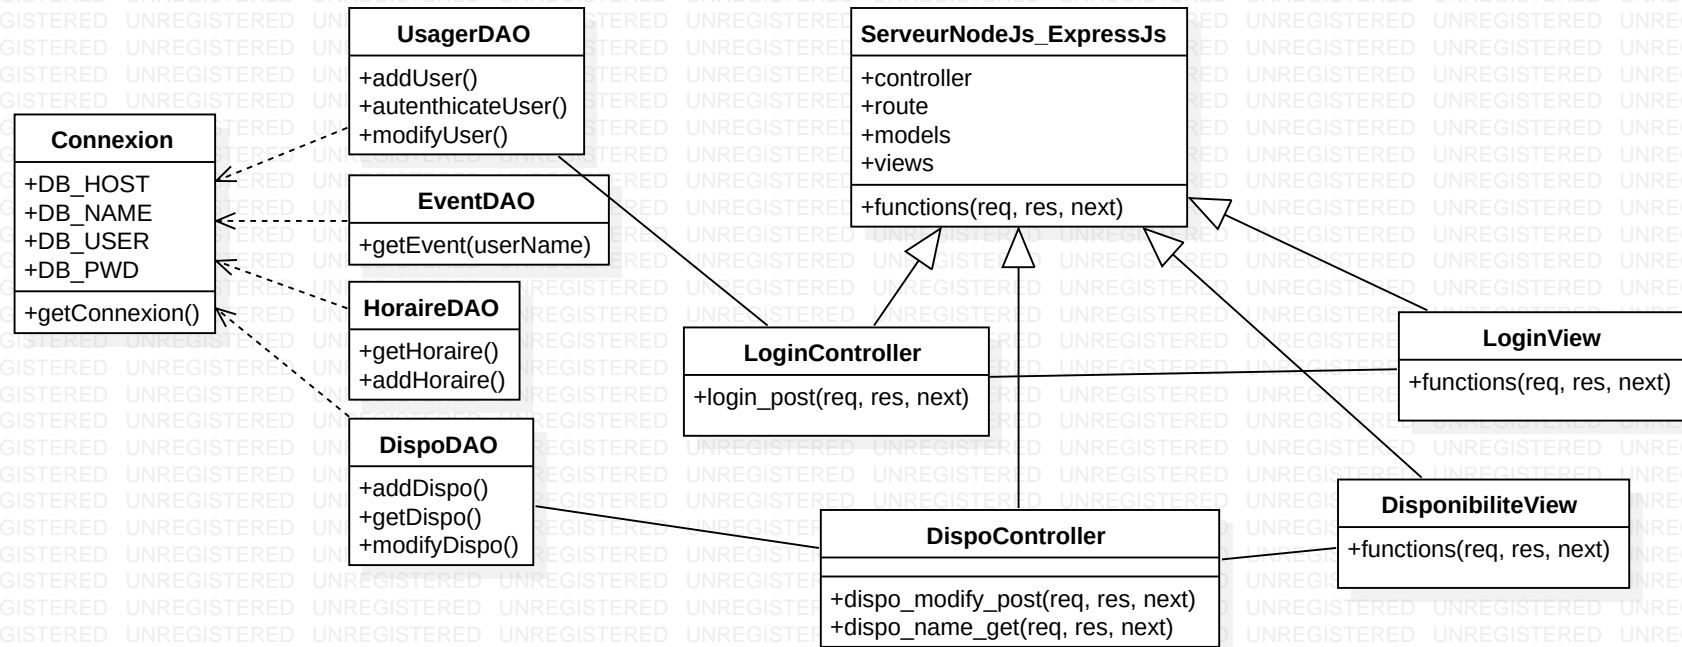 UsagerDAO
+addUser()
+autenthicateUser()
+modifyUser()
ServeurNodeJs_ExpressJs
+controller
+route
+models
+views
+functions(req, res, next)
Connexion
+DB_HOST
+DB_NAME
+DB_USER
+DB_PWD
+getConnexion()
EventDAO
+getEvent(userName)
HoraireDAO
+getHoraire()
+addHoraire()
LoginController
+login_post(req, res, next)
LoginView
+functions(req, res, next)
DispoDAO
+addDispo()
+getDispo()
+modifyDispo()
DispoController
+dispo_modify_post(req, res, next)
+dispo_name_get(req, res, next)
DisponibiliteView
+functions(req, res, next)
UNREGISTERED